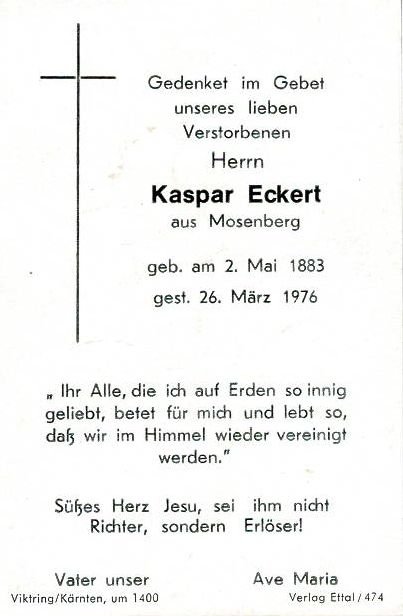 Gedenket im Gebet
unseres lieben
Verstorbenen
Herrn
Kaspar Eckert
aus Mosenberg
geb. am 2. Mai 1883
gest. 26. März 1976
„Ihr Alle, die ich auf Erden so innig
geliebt, betet für mich und lebt so,
daß wir im Himmel wieder vereinigt
werden.”
Süßes Herz Jesu, sei ihm nicht
Richter, sondern Erlöser!
Vater unser Ave Maria
Viktring/Kärnten, um 1400 Verlag Ettal/474